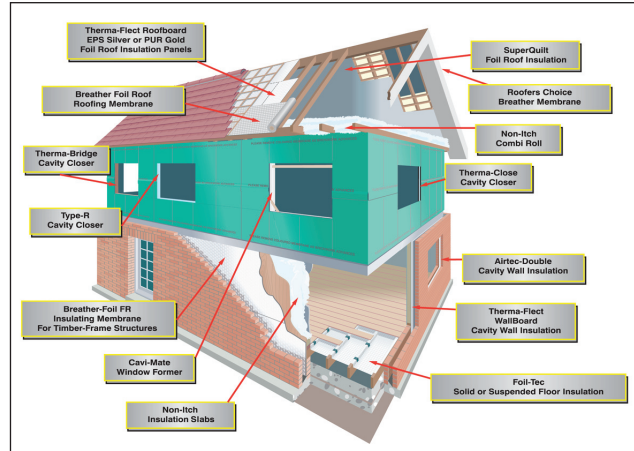 Therma-Flect Roofboard
EPS Silver or PUR Gold
Foil Roof Insulation Panels
SuperQuilt
Foil Roof Insulation
Breather Foil Roof
Roofing Membrane
Roofers Choice
Breather Membrane
Non-Itch
Combi Roll
Therma-Bridge
Cavity Closer
Therma-Close
Cavity Closer
Type-R
Cavity Closer
Airtec-Double
Cavity Wall Insulation
Breather-Foil FR
Insulating Membrane
For Timber-Frame Structures
Therma-Flect
WallBoard
Cavity Wall Insulation
Cavi-Mate
Window Former
Foil-Tec
Solid or Suspended Floor Insulation
Non-Itch
Insulation Slabs